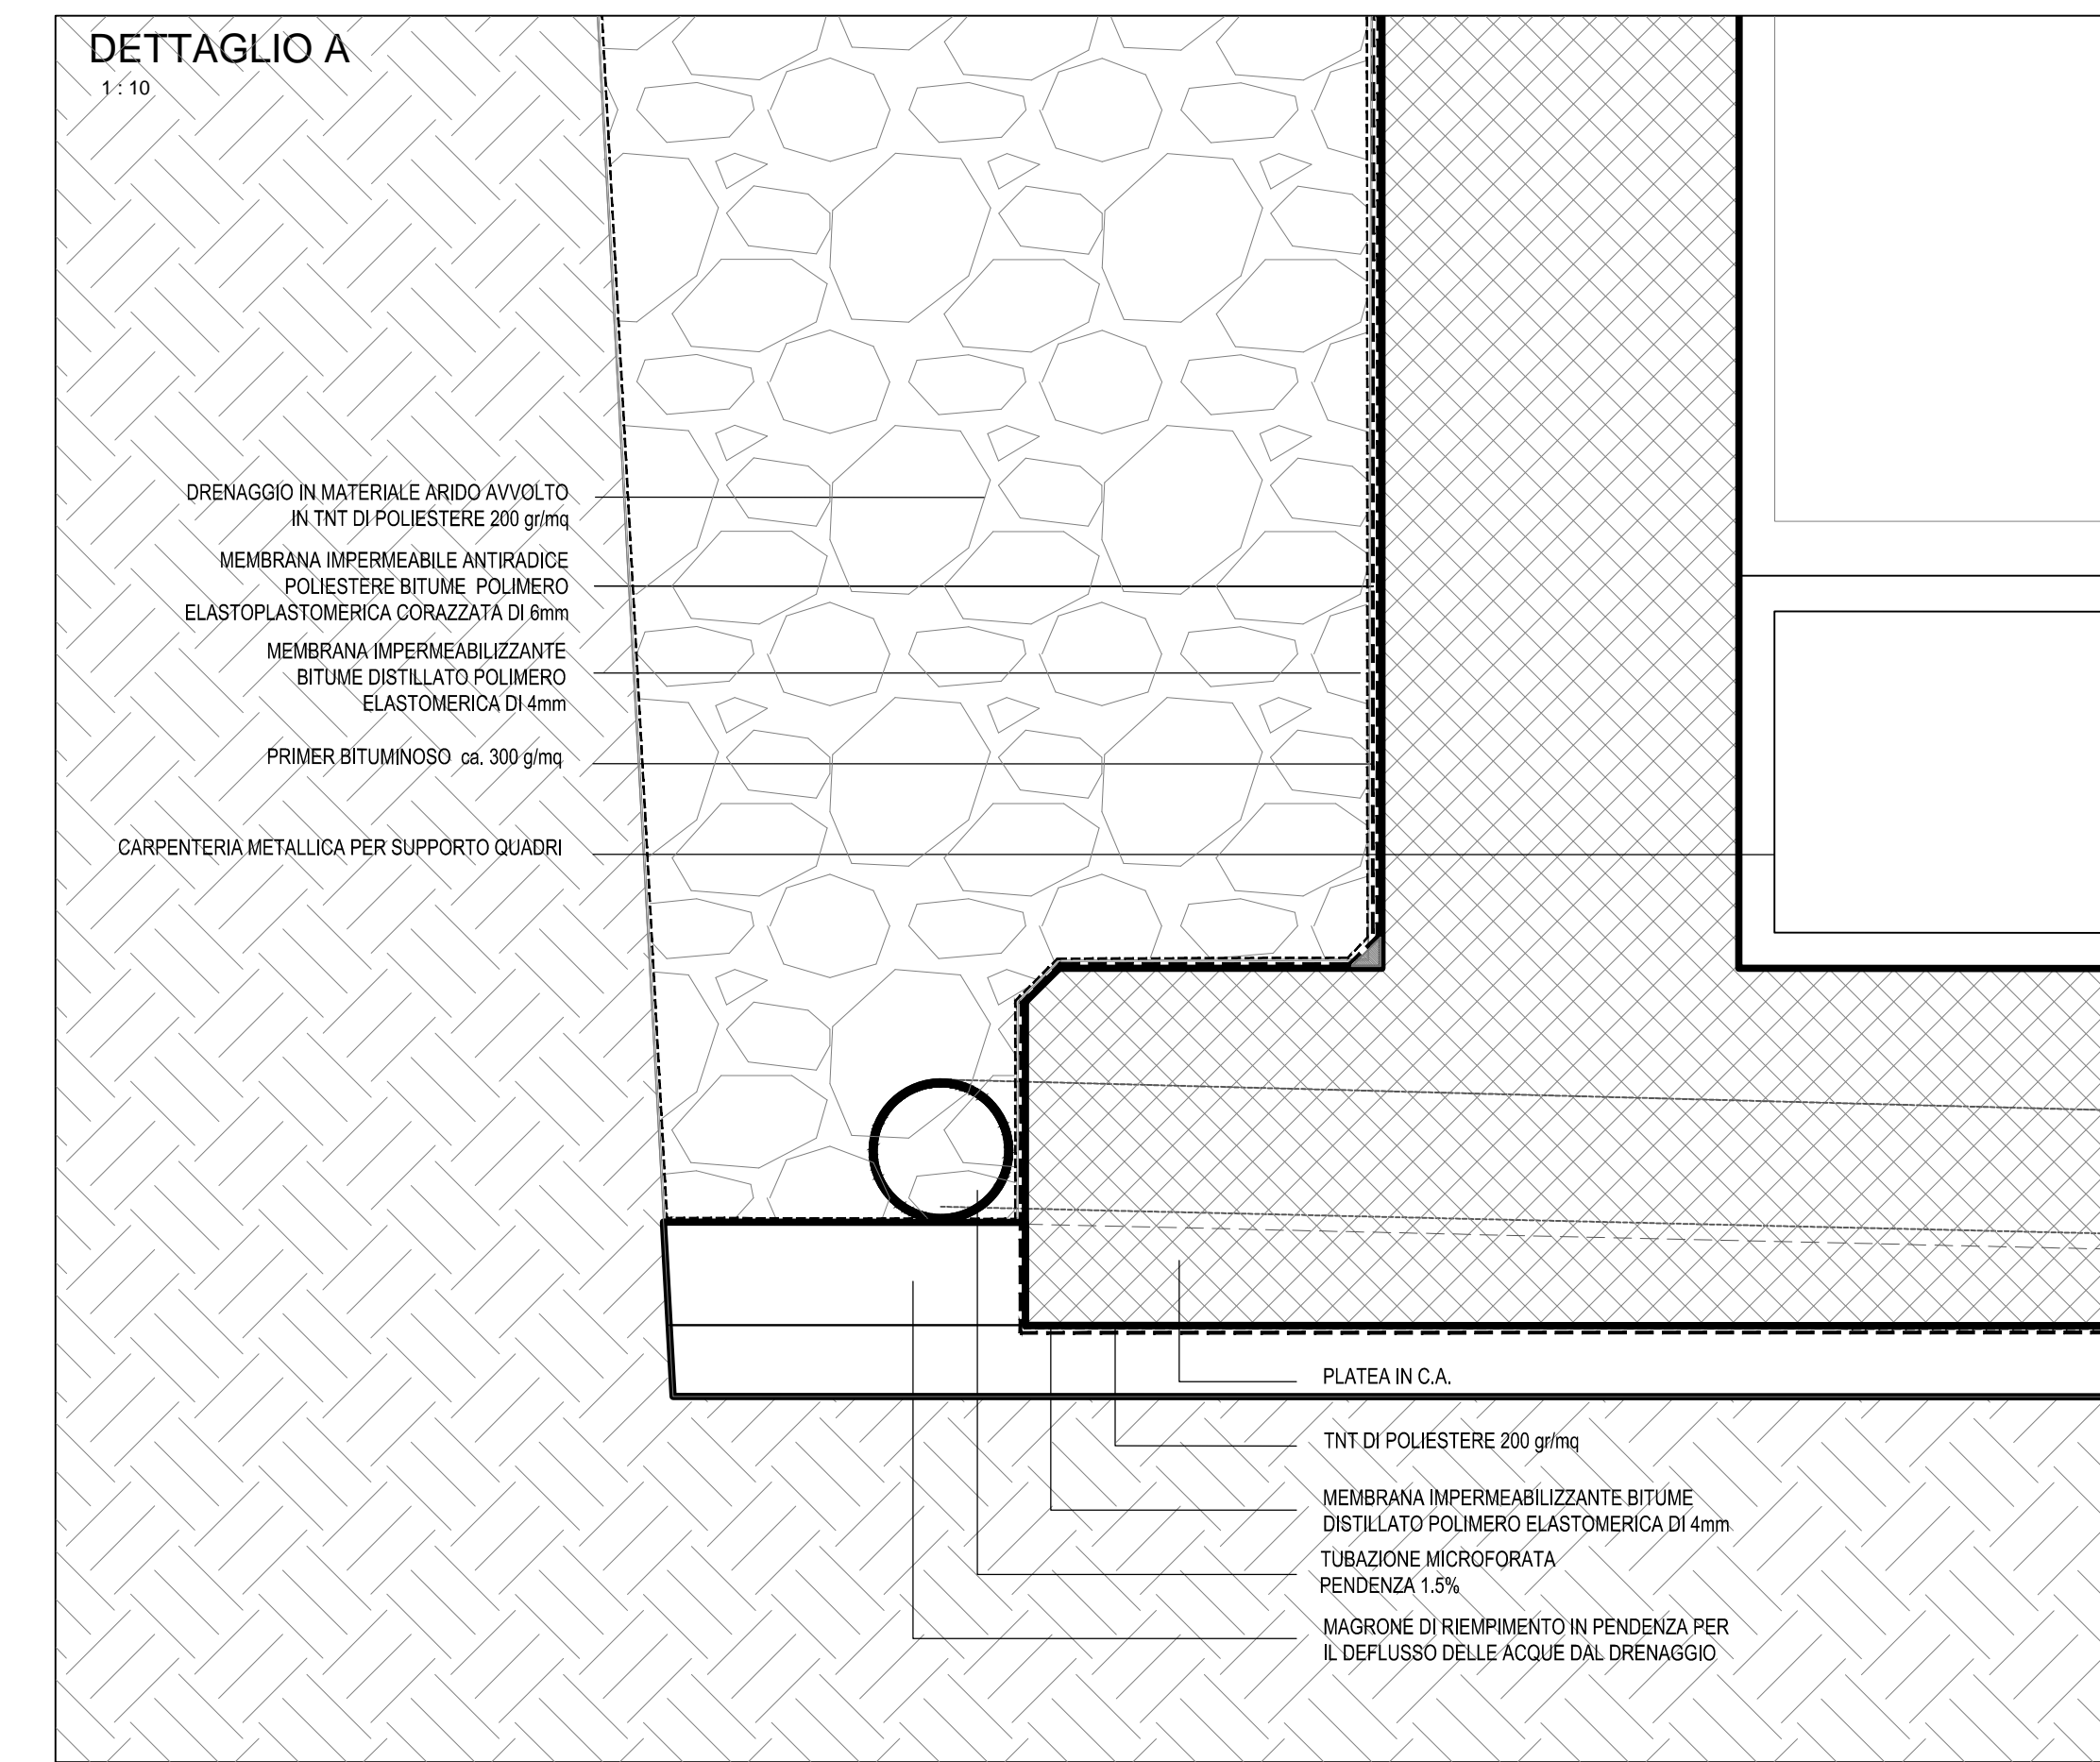 DETTAGLIO A
1 : 10
DRENAGGIO IN MATERIALE ARIDO AVVOLTO
IN TNT DI POLIESTERE 200 gr/mq
MEMBRANA IMPERMEABILE ANTIRADICE
POLIESTERE BITUME POLIMERO
ELASTOPLASTOMERICA CORAZZATA DI 6mm
MEMBRANA IMPERMEABILIZZANTE
BITUME DISTILLATO POLIMERO
ELASTOMERICA DI 4mm
PRIMER BITUMINOSO ca. 300 g/mq
CARPENTERIA METALLICA PER SUPPORTO QUADRI
PLATEA IN C.A.
TNT DI POLIESTERE 200 gr/mq
MEMBRANA IMPERMEABILIZZANTE BITUME
DISTILLATO POLIMERO ELASTOMERICA DI 4mm
TUBAZIONE MICROFORATA
PENDENZA 1.5%
MAGRONE DI RIEMPIMENTO IN PENDENZA PER
IL DEFLUSSO DELLE ACQUE DAL DRENAGGIO